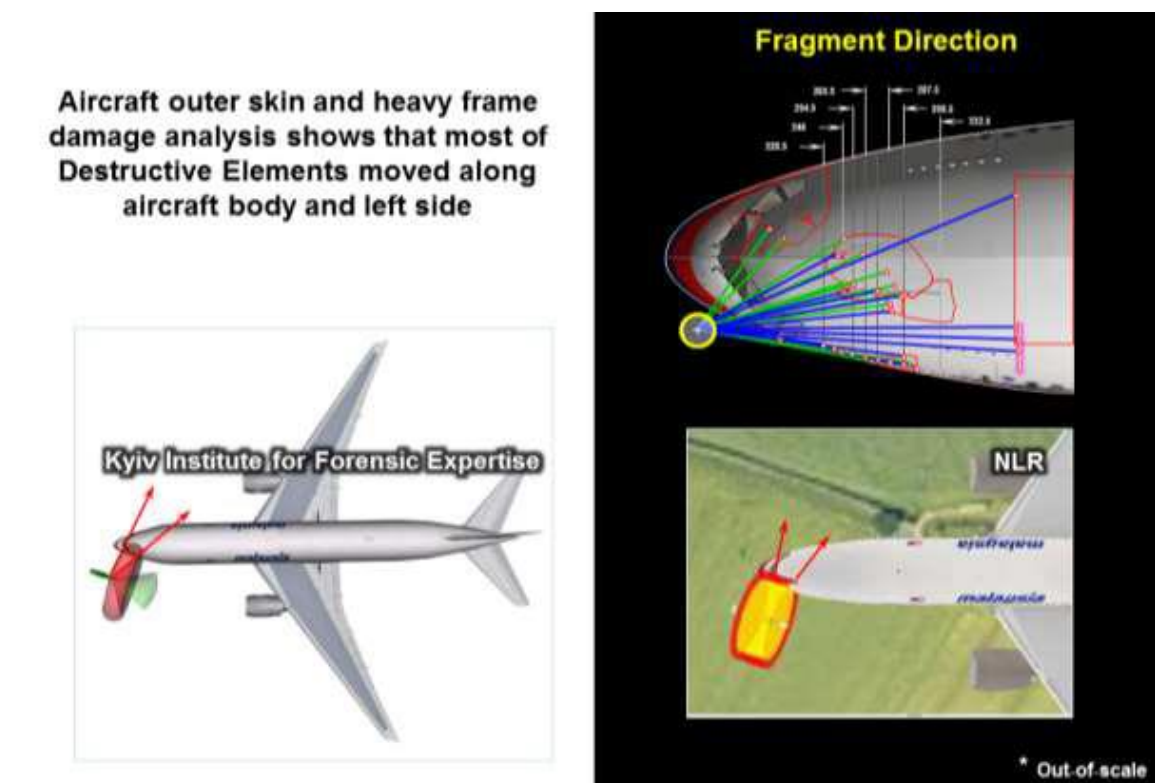 Aircraft outer skin and heavy frame
damage analysis shows that most of
Destructive Elements moved along
aircraft body and left side
Kyiv Institute for Forensic Expertise
Fragment Direction
NLR
* Out-of-scale